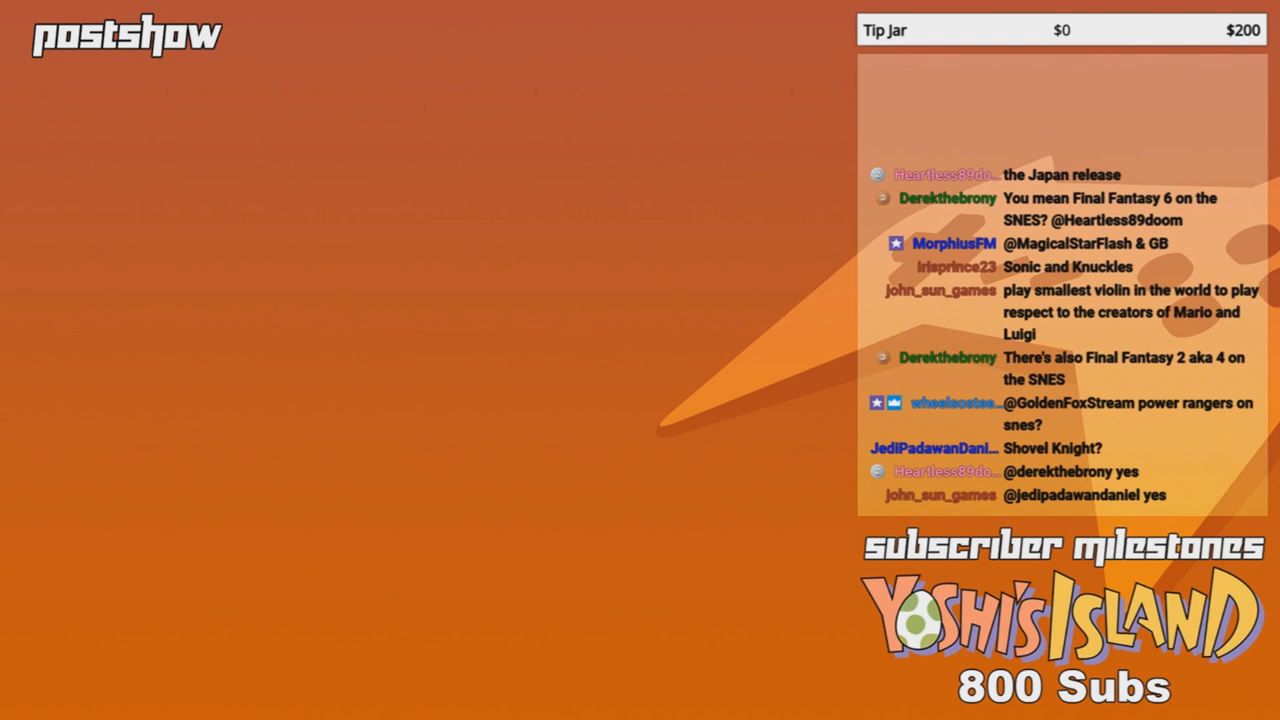 postshow
Tip Jar $0 $200
Heartless89do... the Japan release
Derekthebrony You mean Final Fantasy 6 on the
SNES? @Heartless89doom
MorphiusFM @MagicalStarFlash & GB
irisprince23 Sonic and Knuckles
john_sun_games play smallest violin in the world to play
respect to the creators of Mario and
Luigi
Derekthebrony There's also Final Fantasy 2 aka 4 on
the SNES
wheelsostee... @GoldenFoxStream power rangers on
snes?
JediPadawanDani... Shovel Knight?
Heartless89do... @derekthebrony yes
john_sun_games @jedipadawandaniel yes
subscriber milestones
YOSHI'S ISLAND
800 Subs